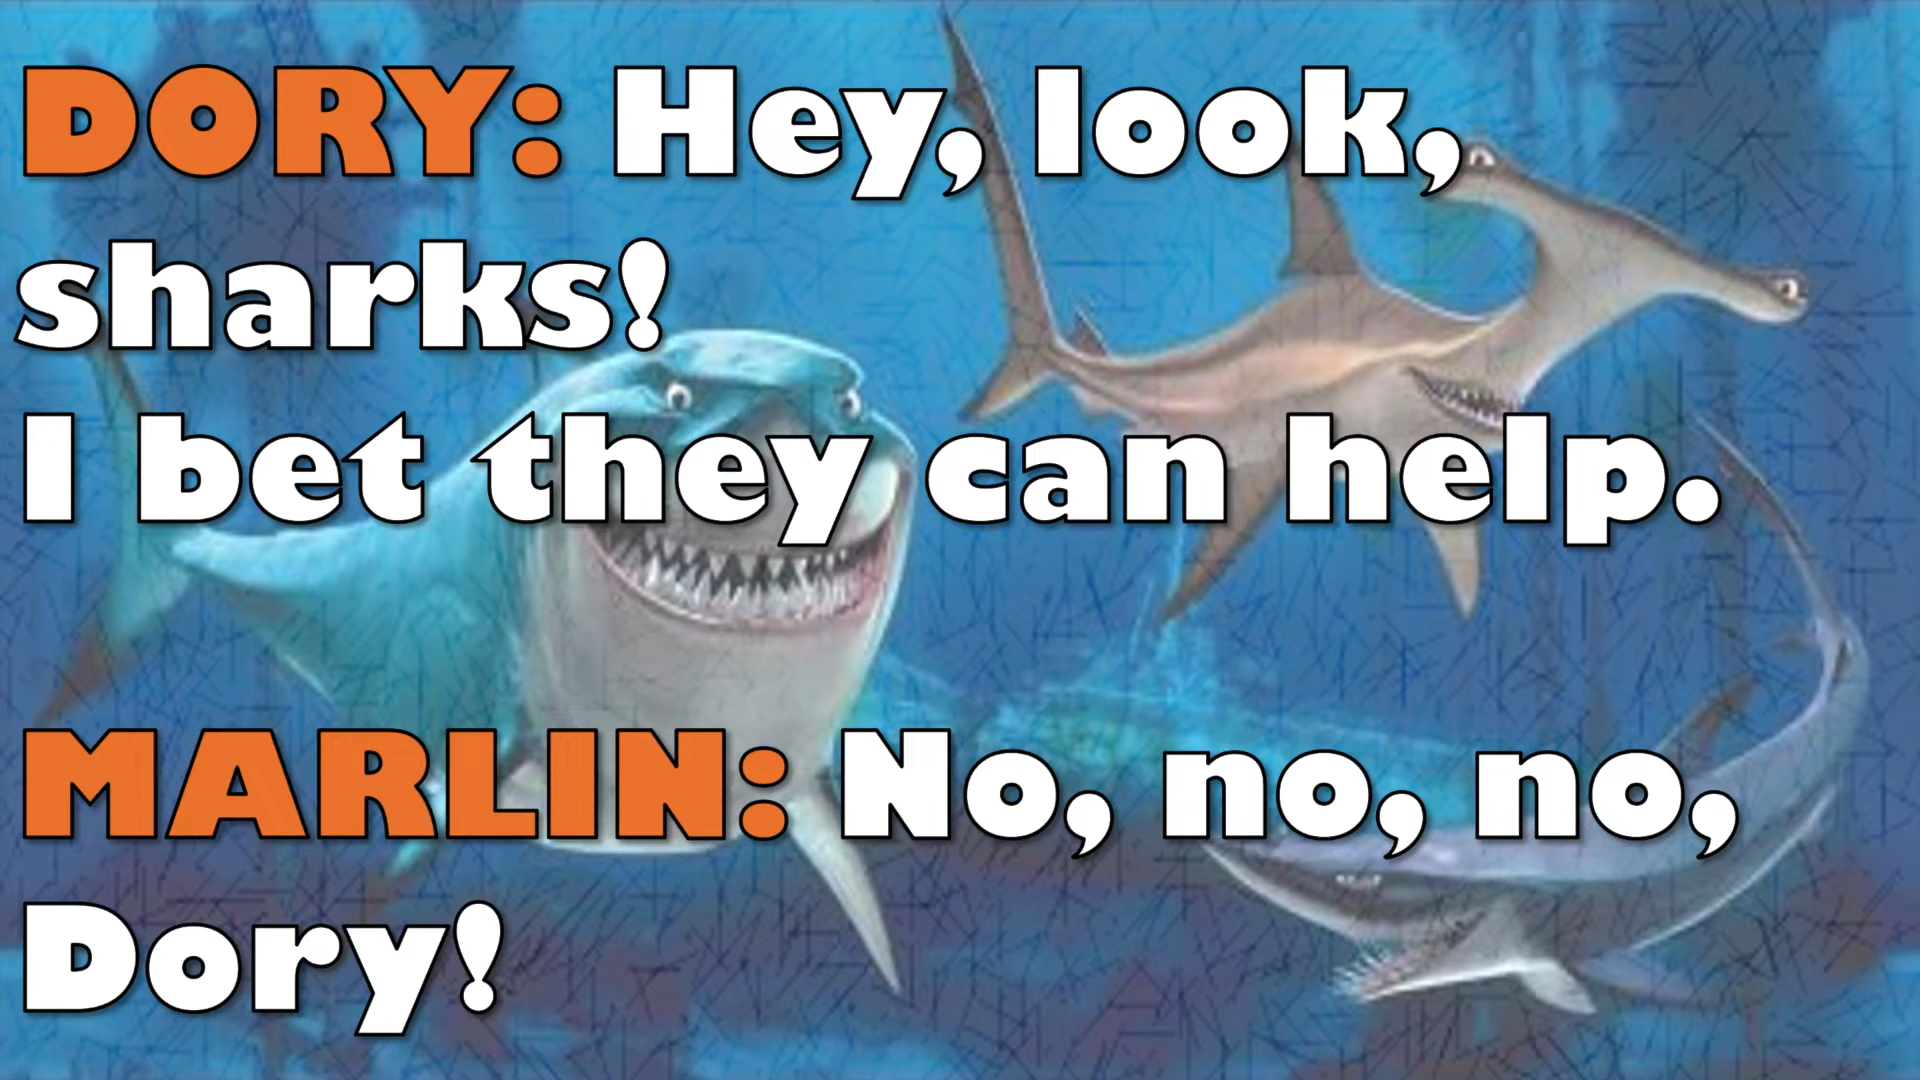 DORY: Hey, look,
sharks!
I bet they can help.
MARLIN: No, no, no,
Dory!